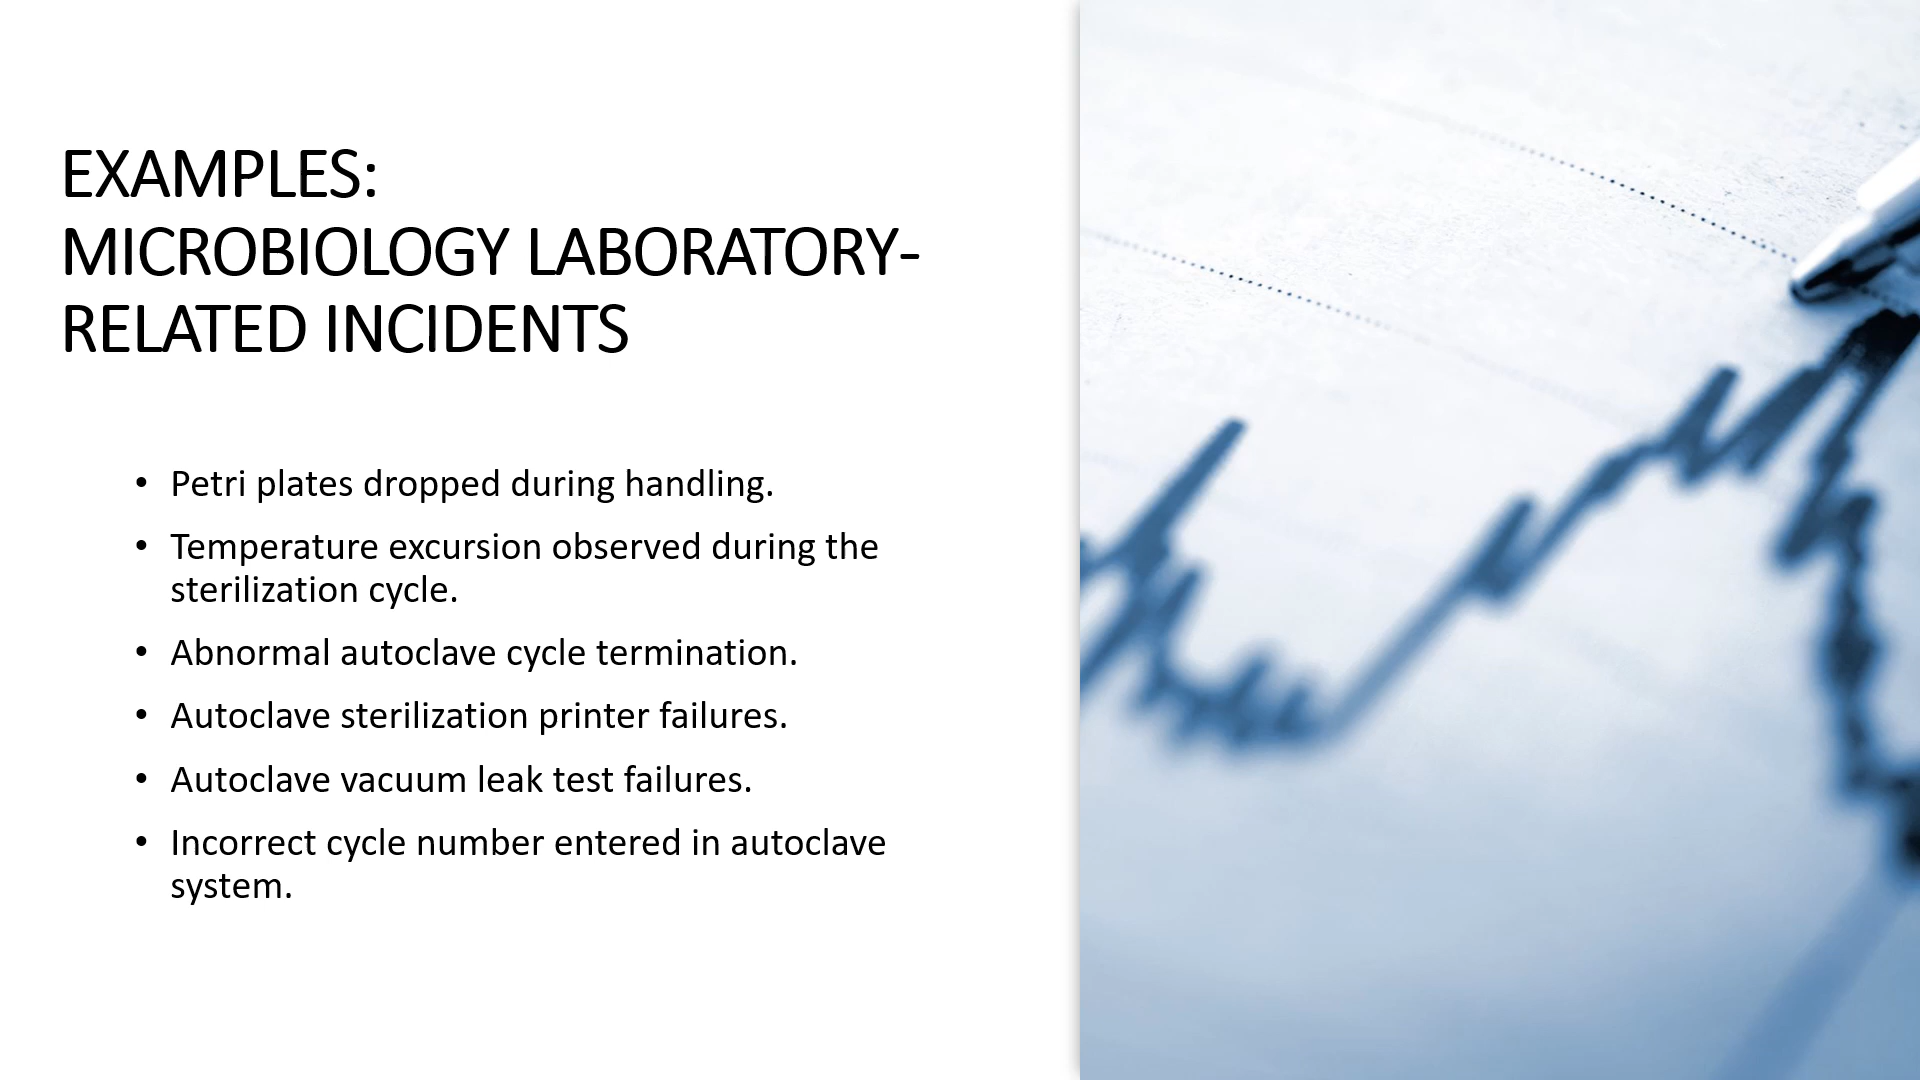 EXAMPLES:
MICROBIOLOGY LABORATORY-
RELATED INCIDENTS
• Petri plates dropped during handling.
• Temperature excursion observed during the
sterilization cycle.
• Abnormal autoclave cycle termination.
• Autoclave sterilization printer failures.
• Autoclave vacuum leak test failures.
• Incorrect cycle number entered in autoclave
system.